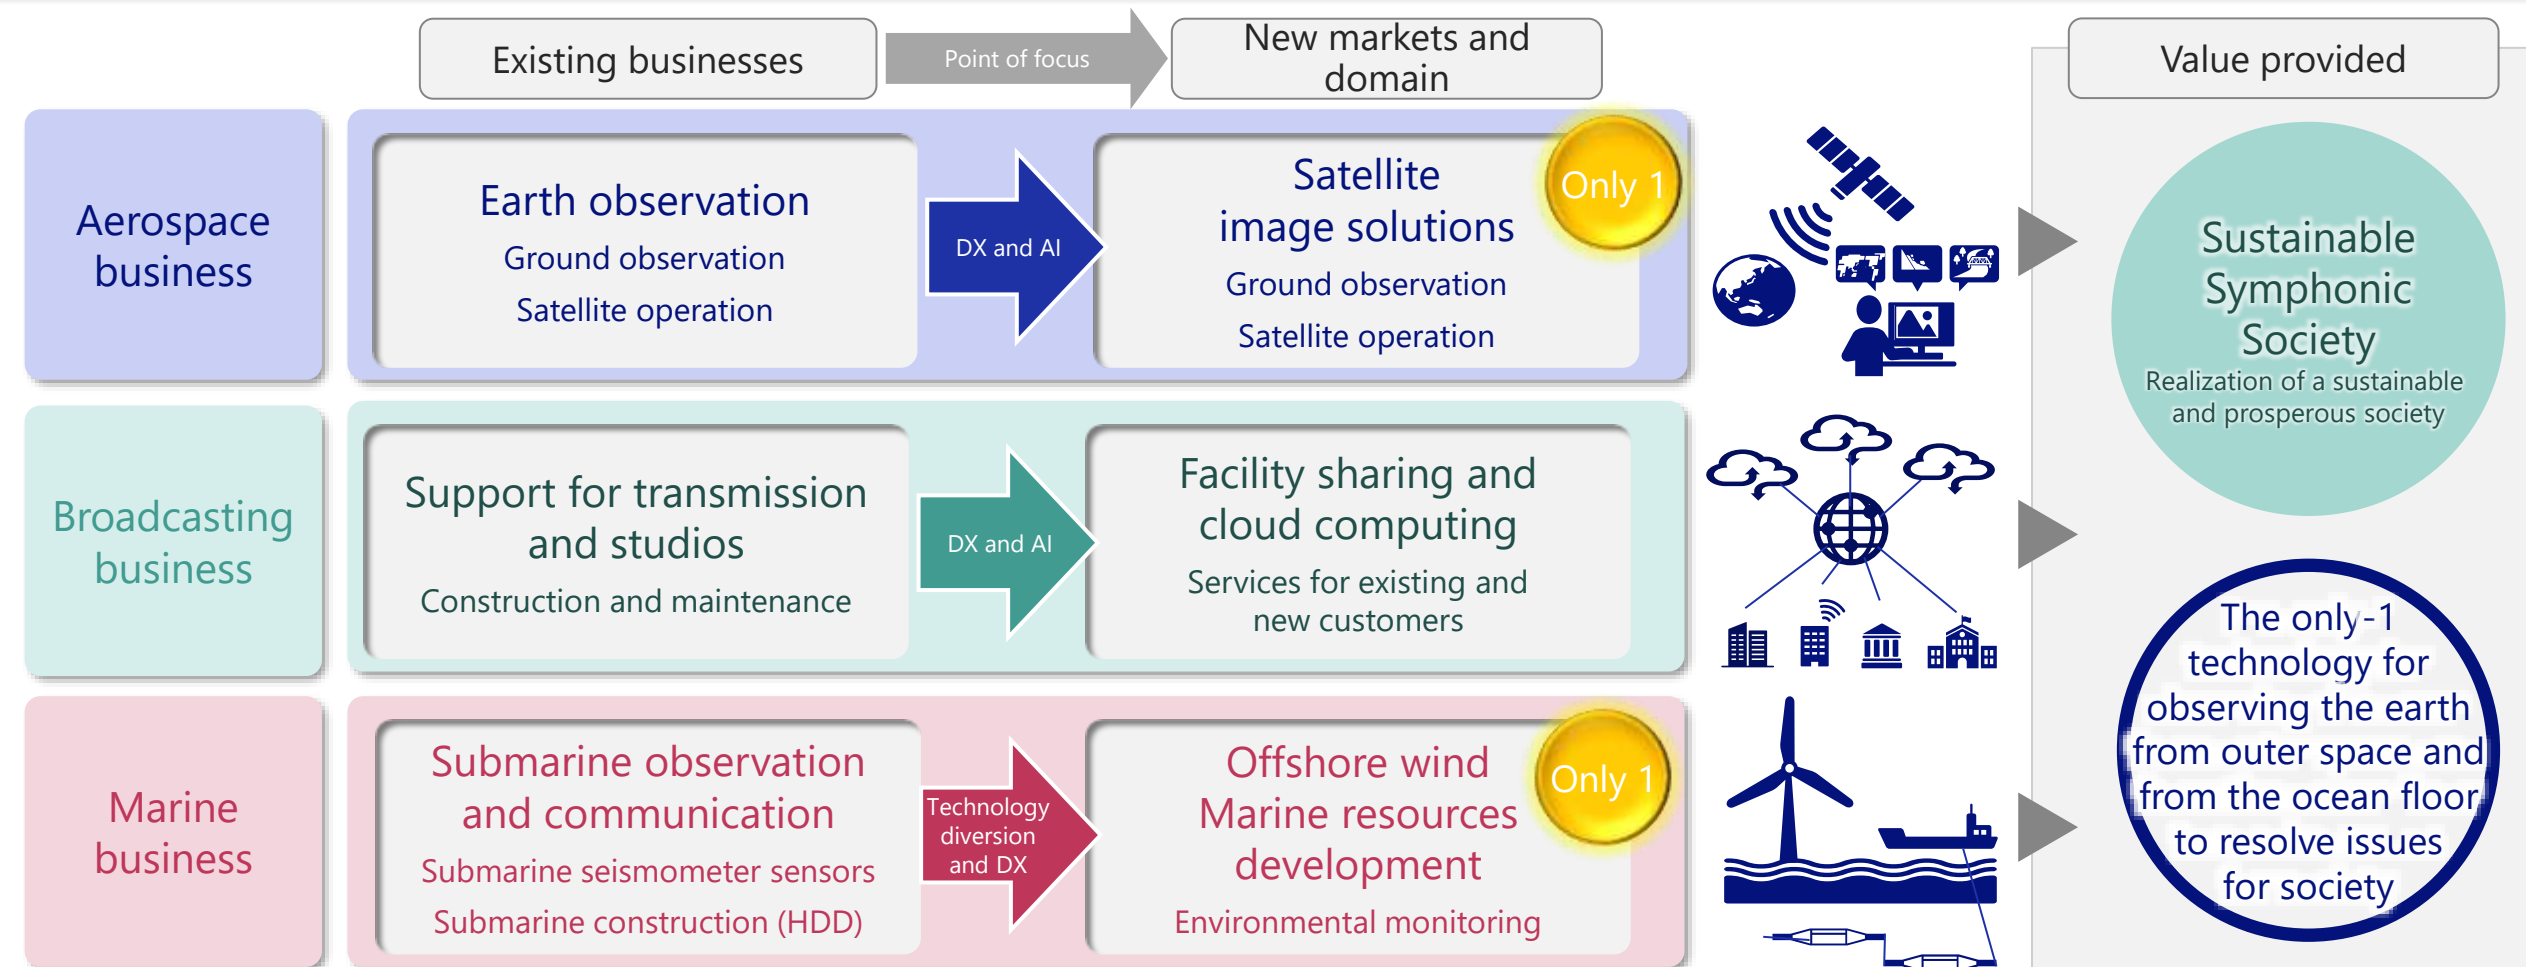 Existing businesses
Point of focus
New markets and
domain
Value provided
Aerospace
business
Earth observation
Ground observation
Satellite operation
DX and AI
Satellite
image solutions
Ground observation
Satellite operation
Only 1
Broadcasting
business
Support for transmission
and studios
Construction and maintenance
DX and AI
Facility sharing and
cloud computing
Services for existing and
new customers
Marine
business
Submarine observation
and communication
Submarine seismometer sensors
Submarine construction (HDD)
Technology
diversion
and DX
Offshore wind
Marine resources
development
Environmental monitoring
Only 1
Sustainable
Symphonic
Society
Realization of a sustainable
and prosperous society
The only-1
technology for
observing the earth
from outer space and
from the ocean floor
to resolve issues
for society